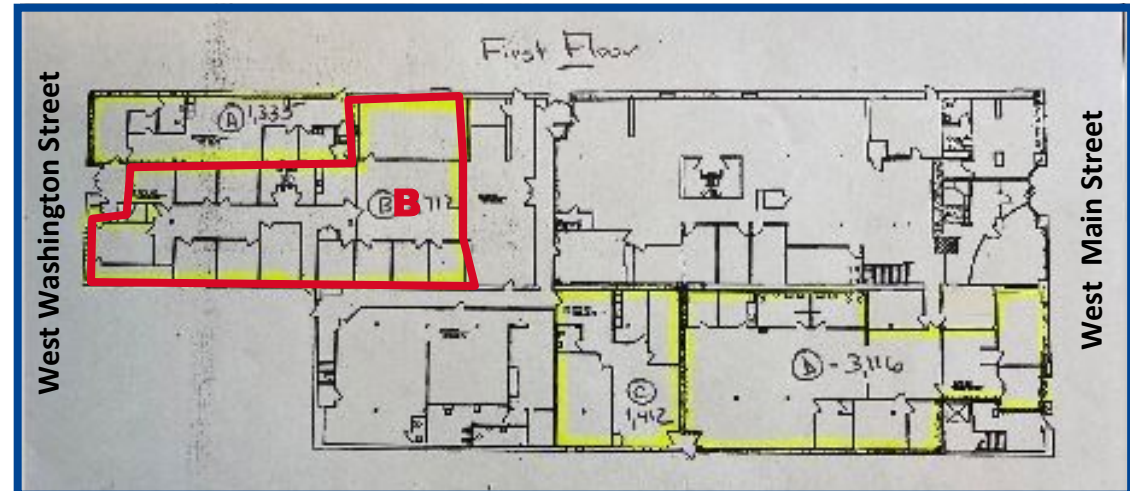 First Floor
West Washington Street
A 1,335
B B 712
C
1,412
D - 3,116
West Main Street